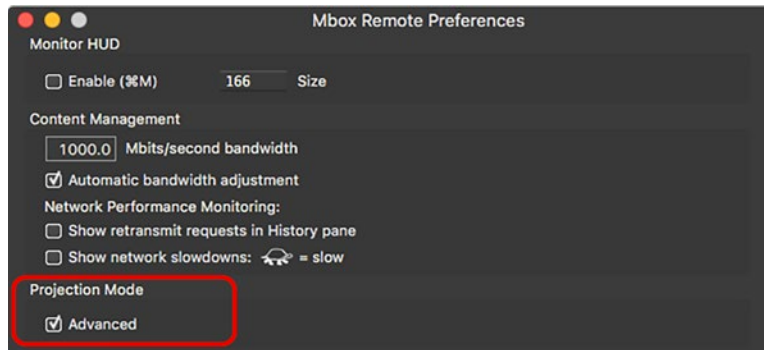 Mbox Remote Preferences
Monitor HUD
Enable (⌘M) 166 Size
Content Management
1000.0 Mbits/second bandwidth
Automatic bandwidth adjustment
Network Performance Monitoring:
Show retransmit requests in History pane
Show network slowdowns: = slow
Projection Mode
Advanced